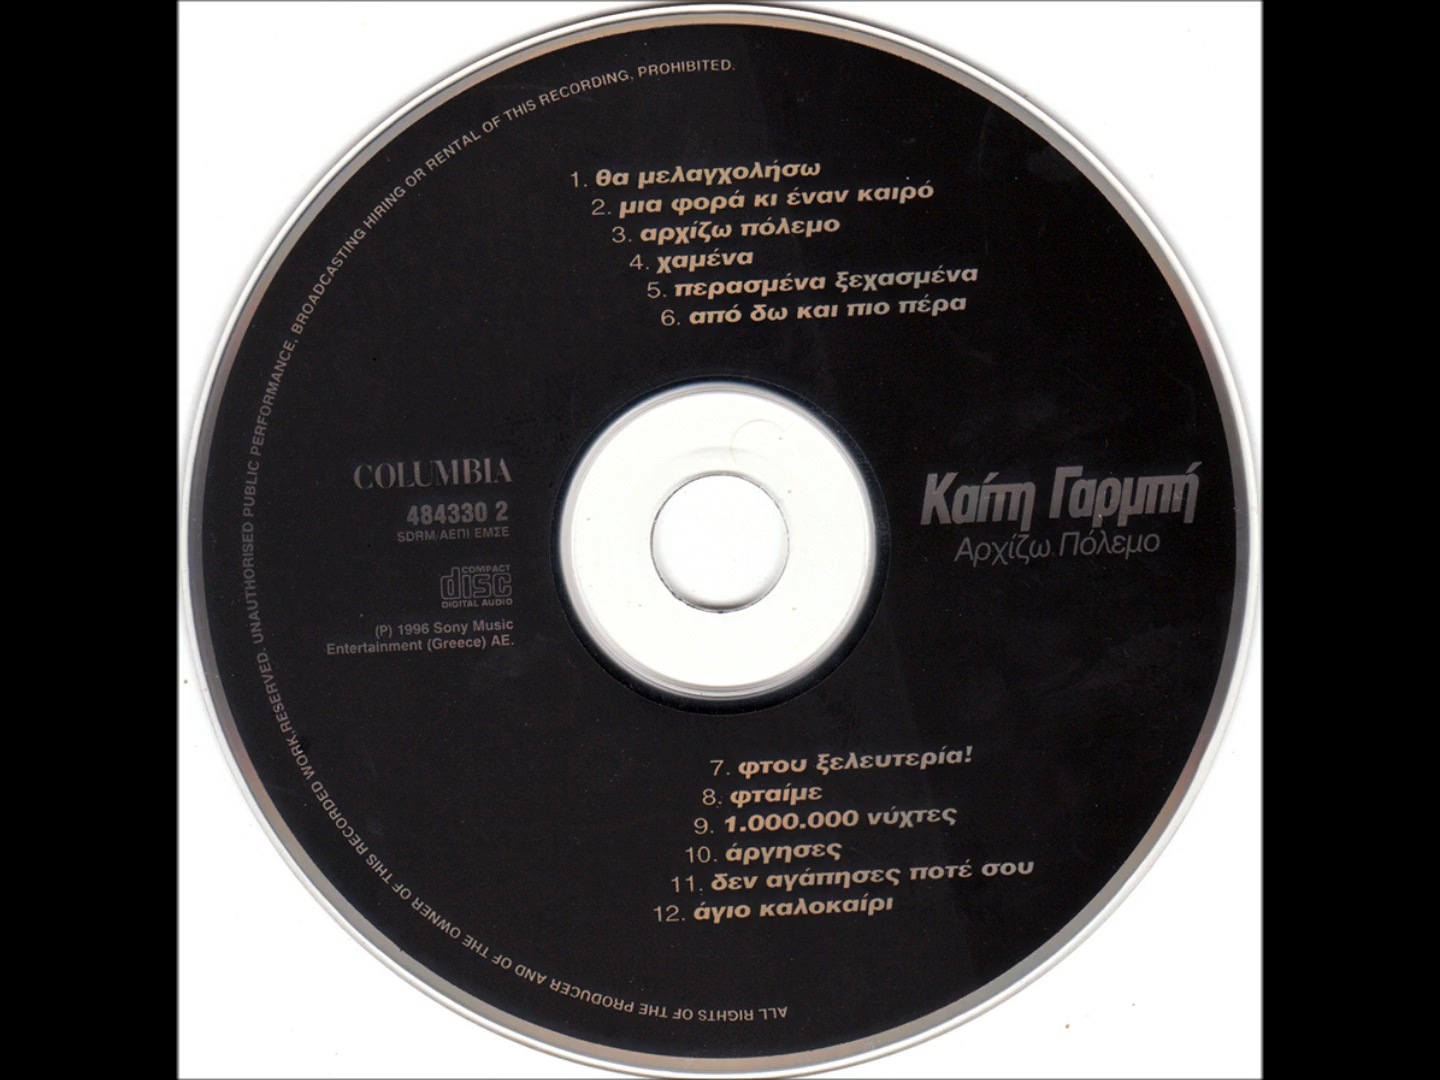 1. θα μελαγχολήσω
2. μια φορά κι έναν καιρό
3. αρχίζω πόλεμο
4. χαμένα
5. περασμένα ξεχασμένα
6. από δω και πιο πέρα
COLUMBIA
484330 2
SDRM/ΑΕΠΙ ΕΜΣΕ
COMPACT
disc
DIGITAL AUDIO
(P) 1996 Sony Music
Entertainment (Greece) AE.
Καίτη Γαρμπή
Αρχίζω Πόλεμο
7. φτου ξελευτερία!
8. φταίμε
9. 1.000.000 νύχτες
10. άργησες
11. δεν αγάπησες ποτέ σου
12. άγιο καλοκαίρι
ALL RIGHTS OF THE PRODUCER AND OF THE OWNER OF THIS RECORDED WORK RESERVED. UNAUTHORISED PUBLIC PERFORMANCE, BROADCASTING HIRING OR RENTAL OF THIS RECORDING, PROHIBITED.